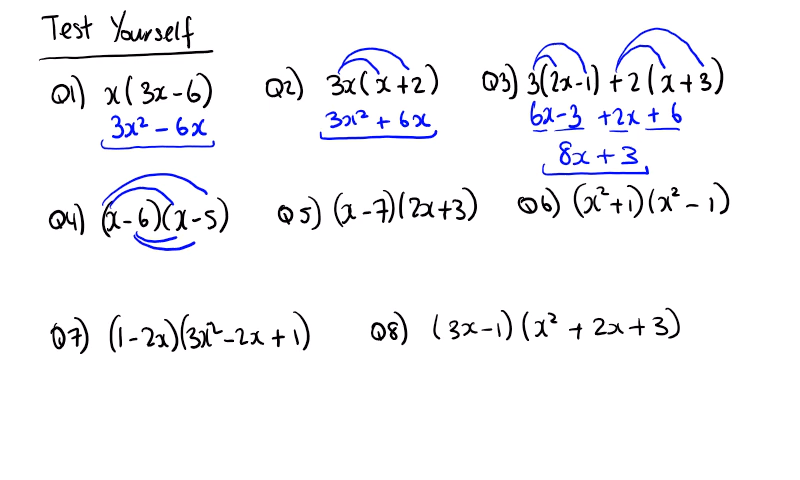 Test Yourself
Q1) x(3x-6) Q2) 3x(x+2) Q3) 3(2x-1)+2(x+3)
3x² - 6x 3x² + 6x 6x-3 +2x+6
8x+3
Q4) (x-6)(x-5) Q5) (x-7)(2x+3) Q6) (x²+1)(x²-1)
Q7) (1-2x)(3x²-2x+1) Q8) (3x-1)(x²+2x+3)